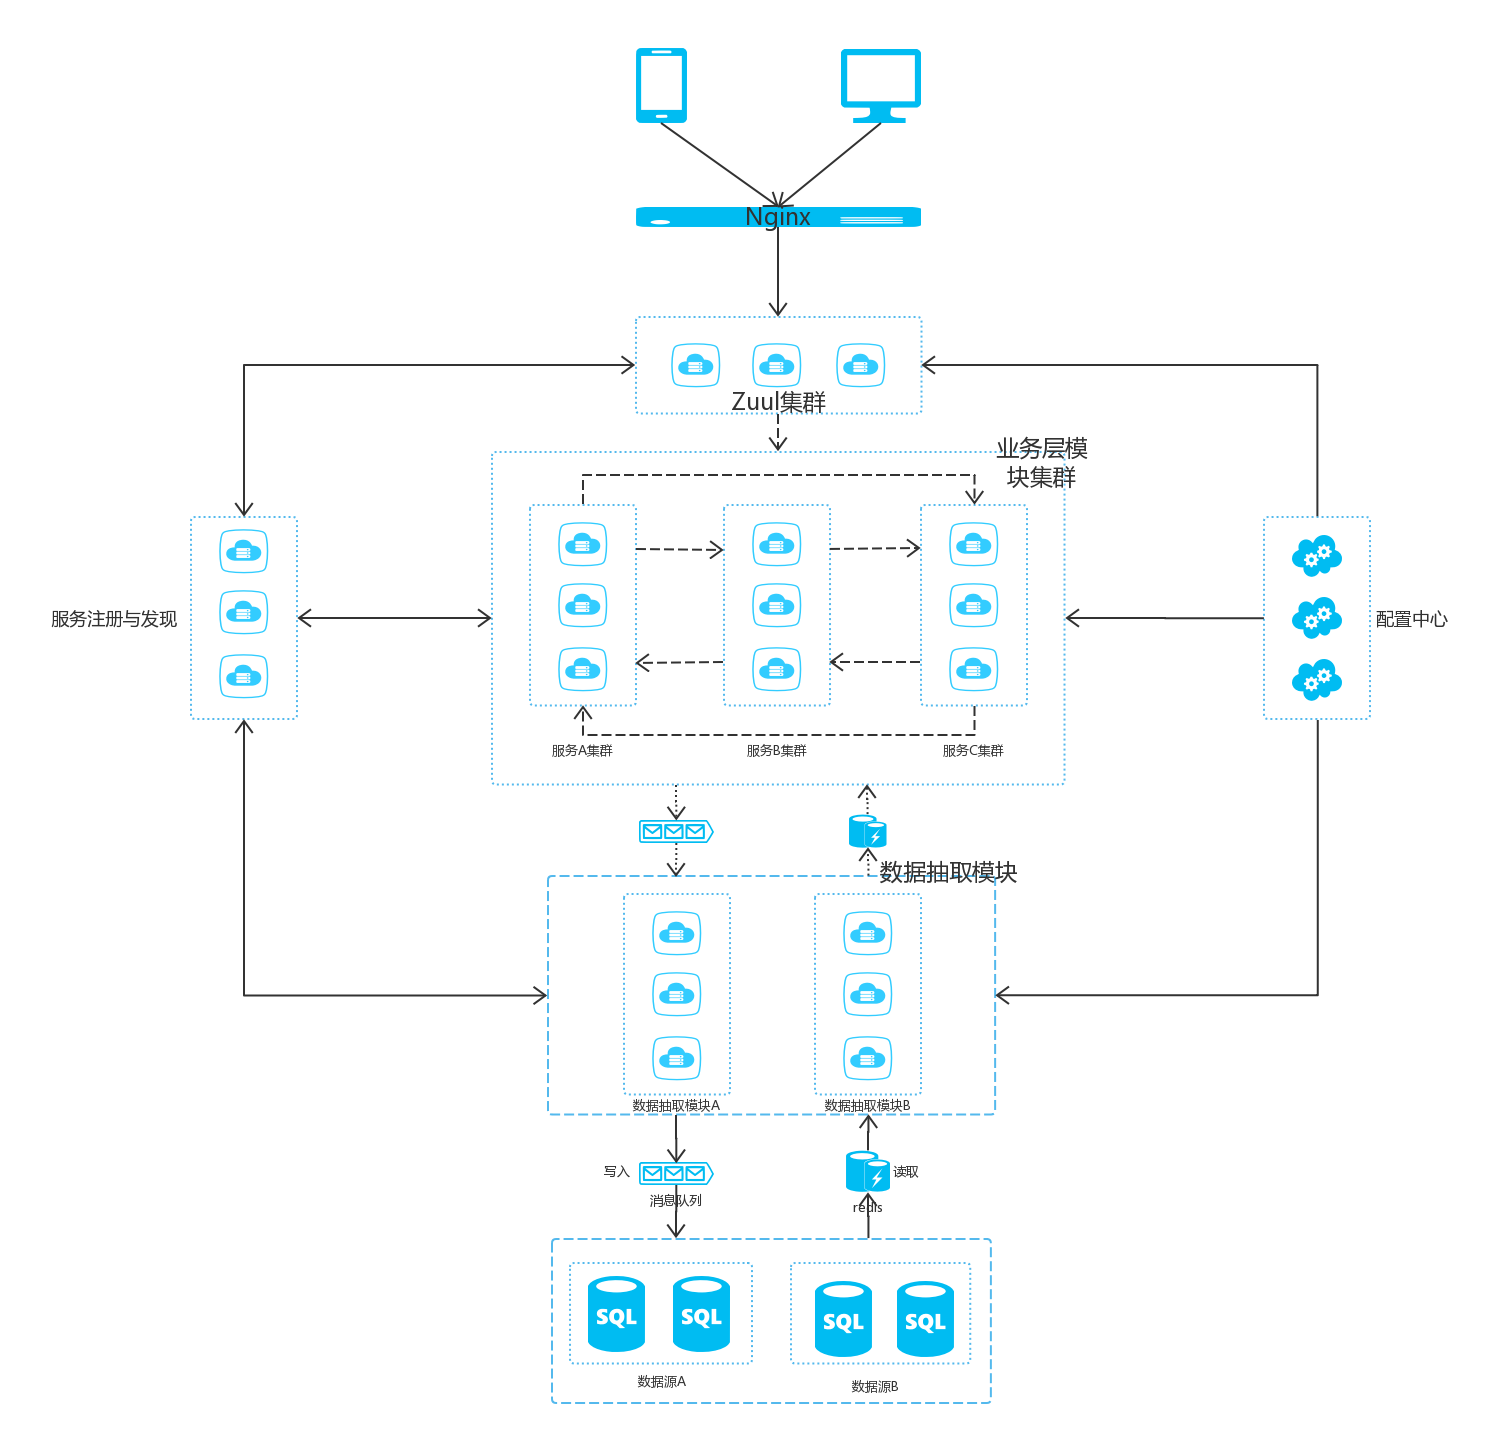 Nginx
Zuul集群
业务层模
块集群
服务注册与发现
配置中心
服务A集群
服务B集群
服务C集群
数据抽取模块
数据抽取模块A
数据抽取模块B
写入
读取
消息队列
redis
SQL
SQL
SQL
SQL
数据源A
数据源B